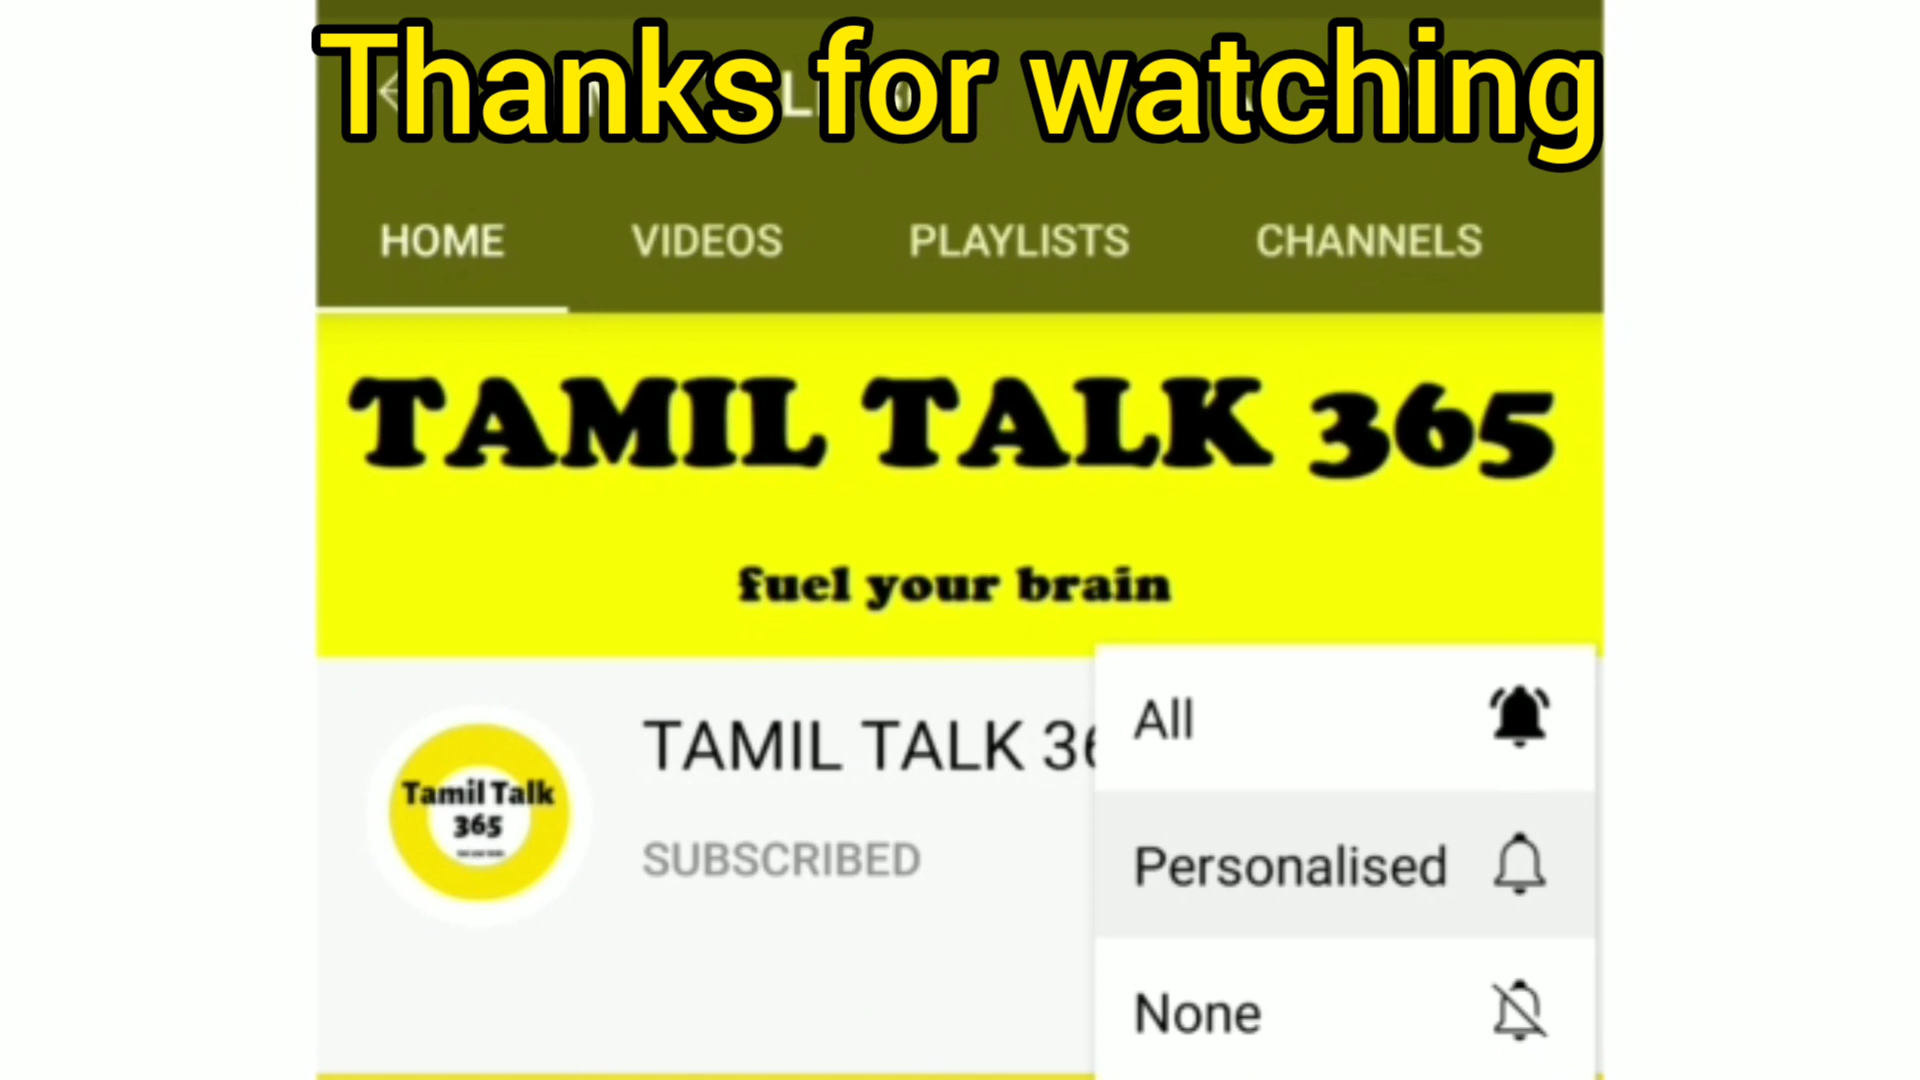 Thanks for watching
HOME VIDEOS PLAYLISTS CHANNELS
TAMIL TALK 365
fuel your brain
All
TAMIL TALK 36
Tamil Talk
365
SUBSCRIBED
Personalised
None